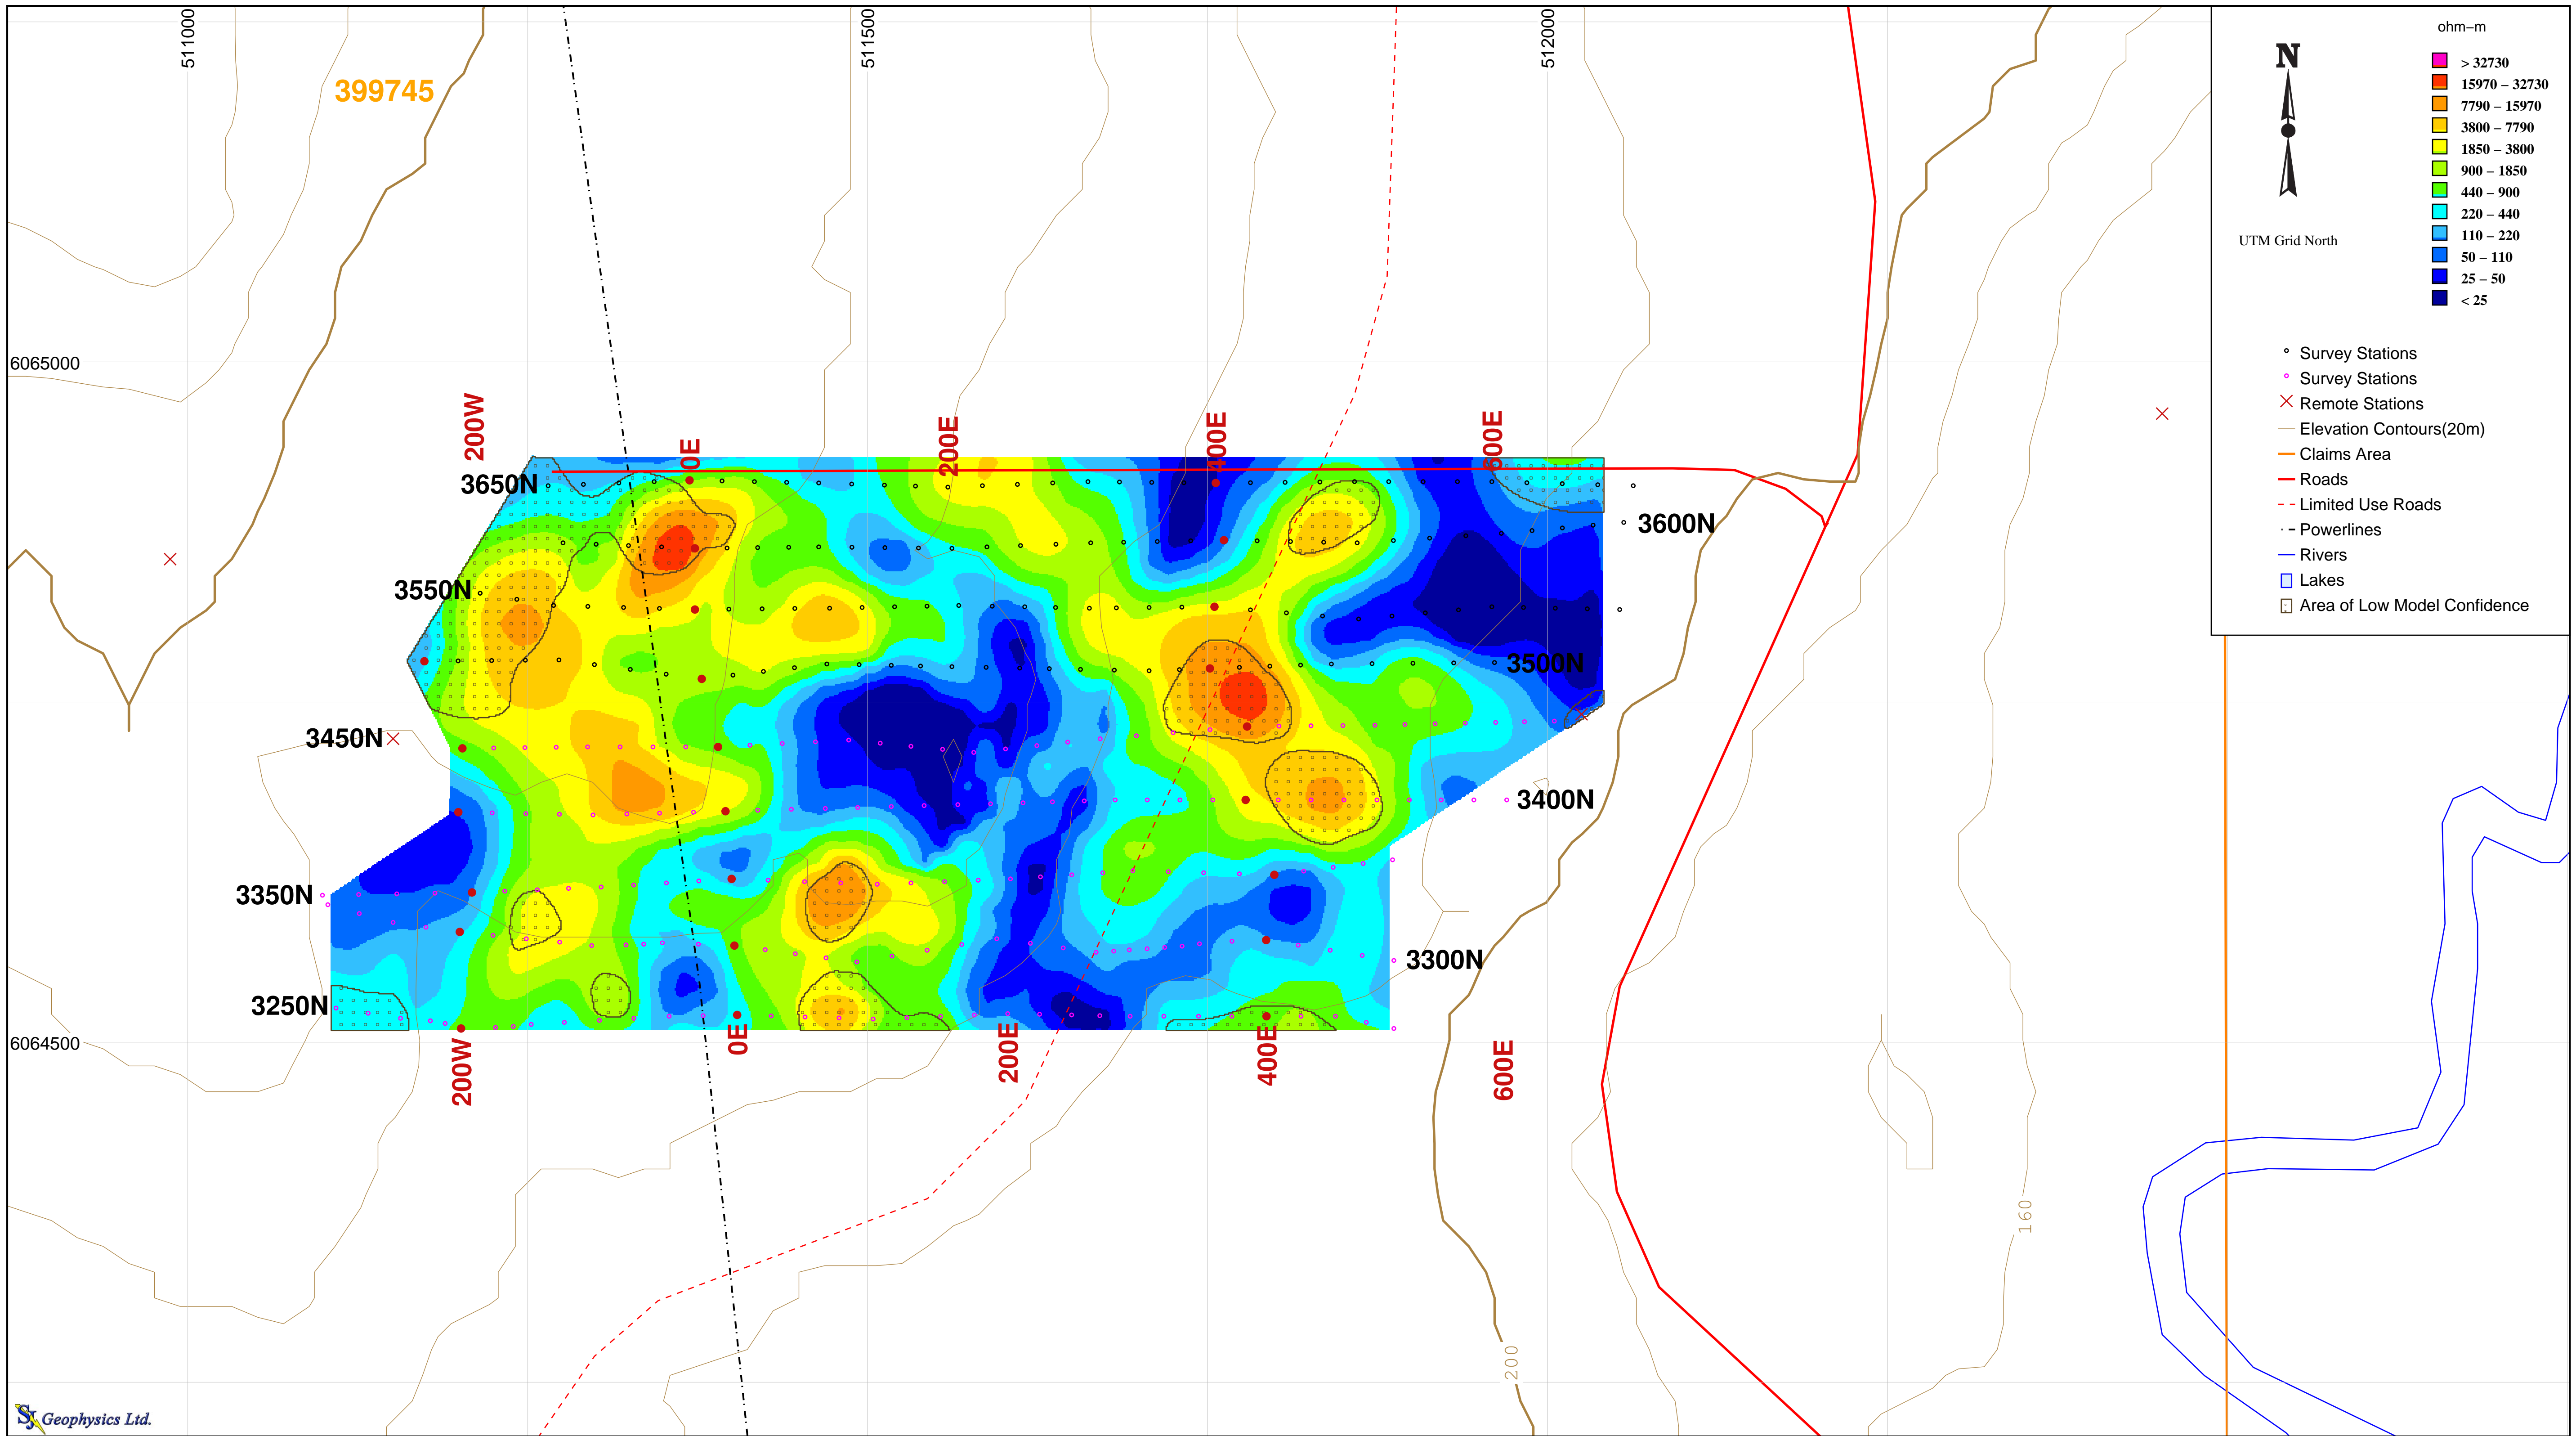 511000
511500
512000
399745
6065000
6064500
200W
0E
200E
400E
600E
3650N
3600N
3550N
3500N
3450N
3400N
3350N
3300N
3250N
200W
0E
200E
400E
600E
160
200
ohm–m
> 32730
15970 – 32730
7790 – 15970
3800 – 7790
1850 – 3800
900 – 1850
440 – 900
220 – 440
110 – 220
50 – 110
25 – 50
< 25
N
UTM Grid North
Survey Stations
Survey Stations
Remote Stations
Elevation Contours(20m)
Claims Area
Roads
Limited Use Roads
Powerlines
Rivers
Lakes
Area of Low Model Confidence
SJ Geophysics Ltd.